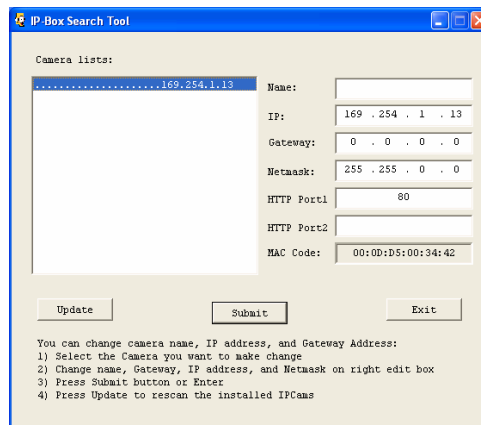 IP-Box Search Tool
Camera lists:
.....................169.254.1.13
Name:
IP: 169 . 254 . 1 . 13
Gateway: 0 . 0 . 0 . 0
Netmask: 255 . 255 . 0 . 0
HTTP Port1 80
HTTP Port2
MAC Code: 00:0D:D5:00:34:42
Update Submit Exit
You can change camera name, IP address, and Gateway Address:
1) Select the Camera you want to make change
2) Change name, Gateway, IP address, and Netmask on right edit box
3) Press Submit button or Enter
4) Press Update to rescan the installed IPCams